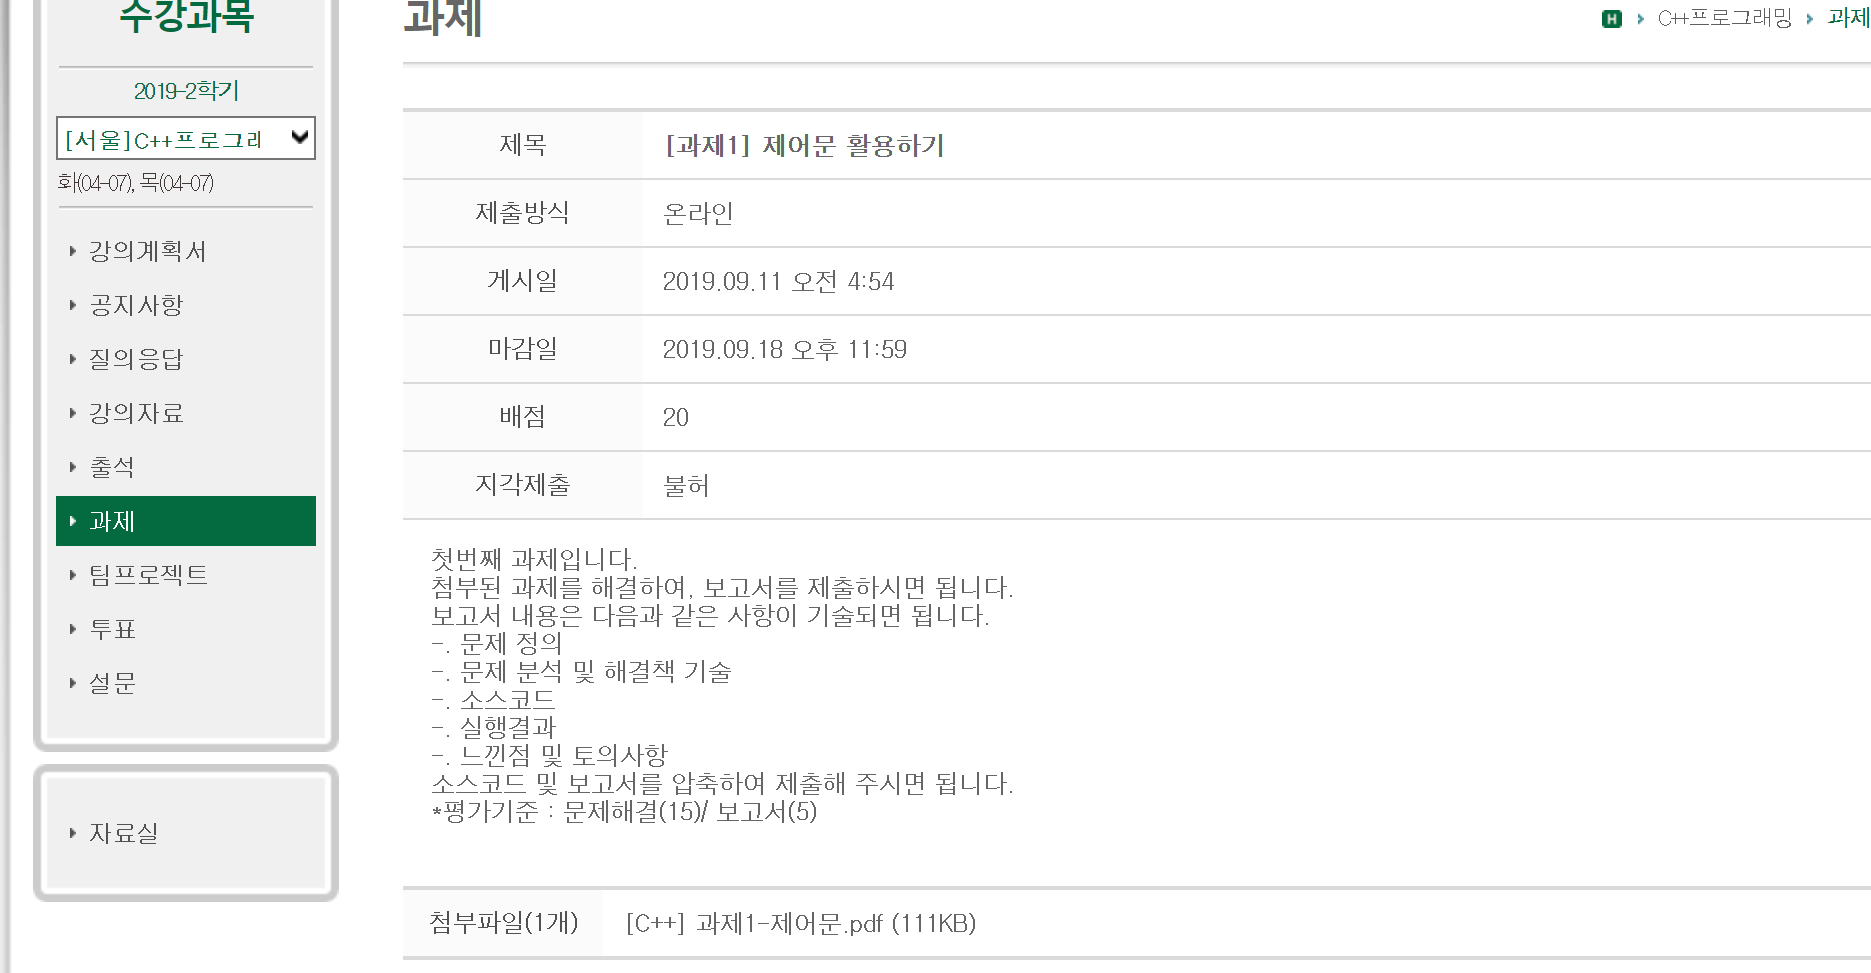 수강과목
2019-2학기
[서울]C++프로그리
화(04-07), 목(04-07)
강의계획서
공지사항
질의응답
강의자료
출석
과제
팀프로젝트
투표
설문
자료실
과제
H C++프로그래밍 과제
제목 [과제1] 제어문 활용하기
제출방식 온라인
게시일 2019.09.11 오전 4:54
마감일 2019.09.18 오후 11:59
배점 20
지각제출 불허
첫번째 과제입니다.
첨부된 과제를 해결하여, 보고서를 제출하시면 됩니다.
보고서 내용은 다음과 같은 사항이 기술되면 됩니다.
-. 문제 정의
-. 문제 분석 및 해결책 기술
-. 소스코드
-. 실행결과
-. 느낀점 및 토의사항
소스코드 및 보고서를 압축하여 제출해 주시면 됩니다.
*평가기준 : 문제해결(15)/ 보고서(5)
첨부파일(1개) [C++] 과제1-제어문.pdf (111KB)